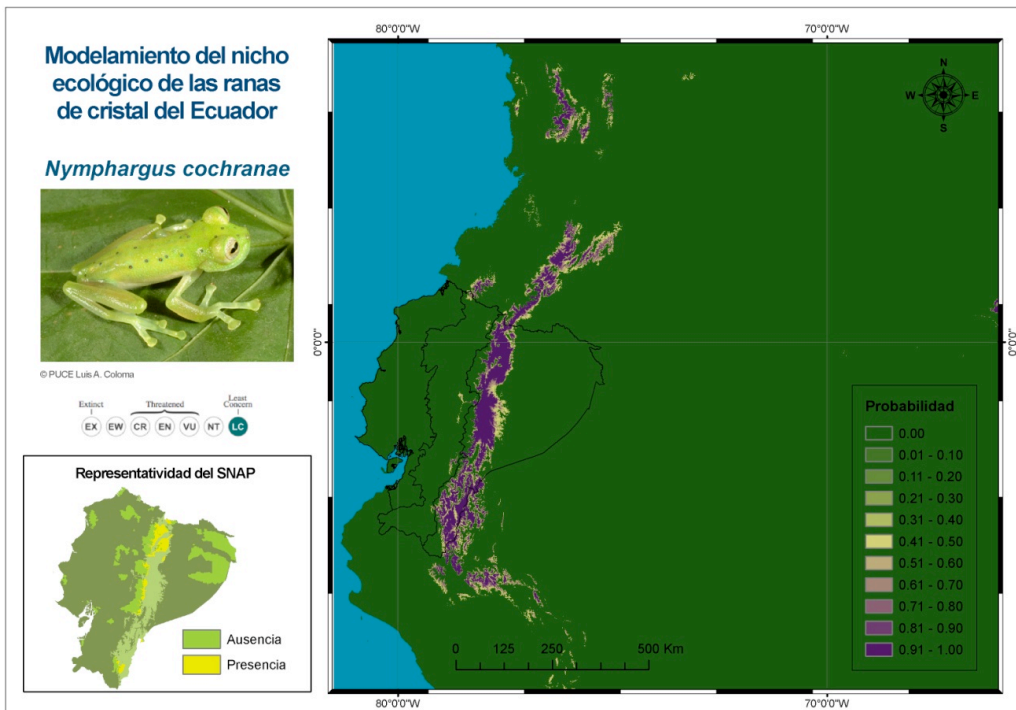 Modelamiento del nicho
ecológico de las ranas
de cristal del Ecuador
Nymphargus cochranae
© PUCE Luis A. Coloma
Extinct
Threatened
Least
Concern
EX EW CR EN VU NT LC
Representatividad del SNAP
Ausencia
Presencia
80°0'0"W
70°0'0"W
N
W E
S
0°0'0"
0°0'0"
Probabilidad
0.00
0.01 - 0.10
0.11 - 0.20
0.21 - 0.30
0.31 - 0.40
0.41 - 0.50
0.51 - 0.60
0.61 - 0.70
0.71 - 0.80
0.81 - 0.90
0.91 - 1.00
0 125 250 500 Km
80°0'0"W
70°0'0"W